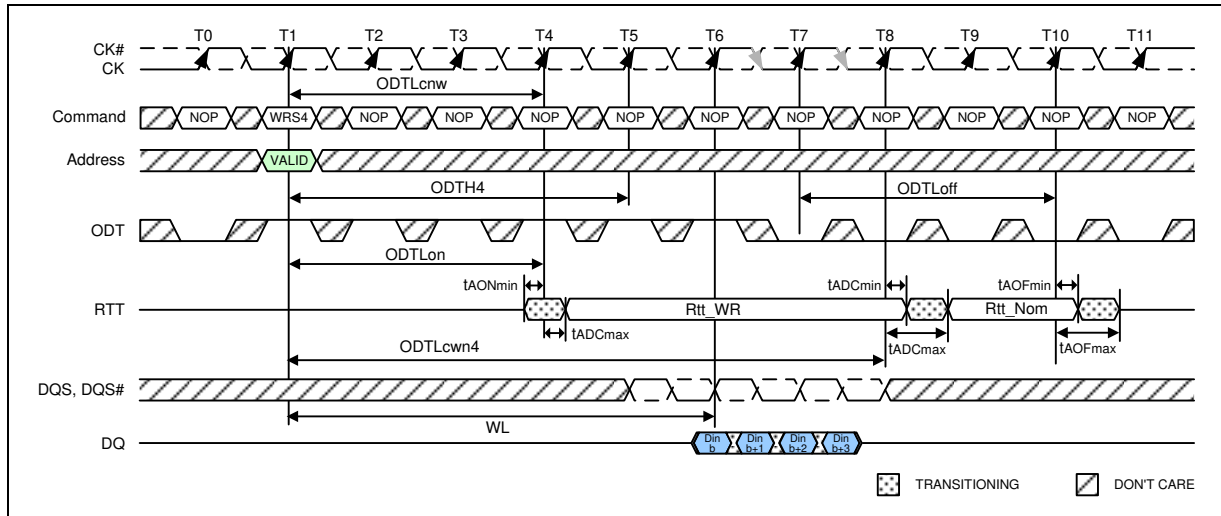 T0 T1 T2 T3 T4 T5 T6 T7 T8 T9 T10 T11
CK#
CK
ODTLcnw
Command NOP WRS4 NOP NOP NOP NOP NOP NOP NOP NOP NOP NOP
Address VALID
ODTH4 ODTLoff
ODT
ODTLon
tAONmin tADCmin tAOFmin
RTT Rtt_WR Rtt_Nom
tADCmax tADCmax tAOFmax
ODTLcwn4
DQS, DQS#
WL
DQ Din b Din b+1 Din b+2 Din b+3
TRANSITIONING DON'T CARE